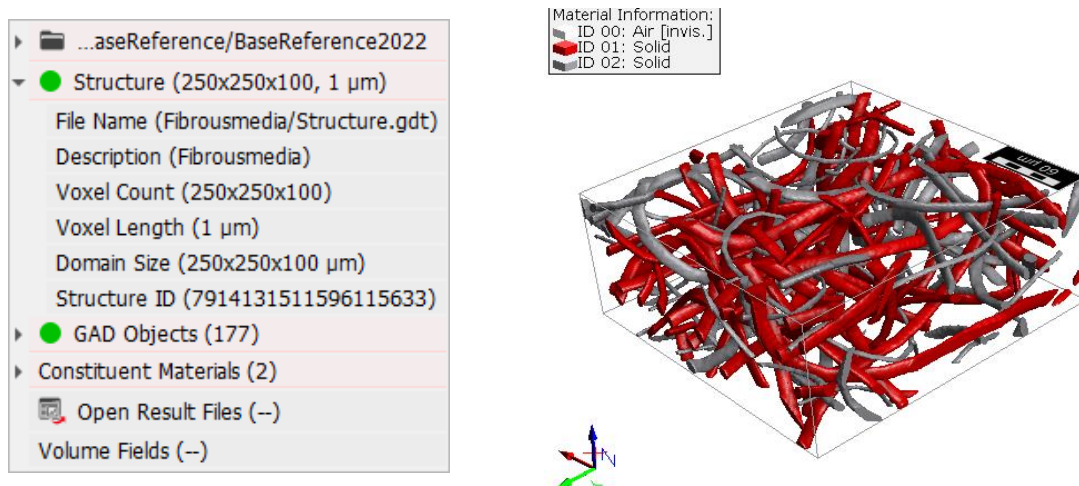 ...aseReference/BaseReference2022
Structure (250x250x100, 1 µm)
File Name (Fibrousmedia/Structure.gdt)
Description (Fibrousmedia)
Voxel Count (250x250x100)
Voxel Length (1 µm)
Domain Size (250x250x100 µm)
Structure ID (7914131511596115633)
GAD Objects (177)
Constituent Materials (2)
Open Result Files (--)
Volume Fields (--)
Material Information:
ID 00: Air [invis.]
ID 01: Solid
ID 02: Solid
60 µm
Z